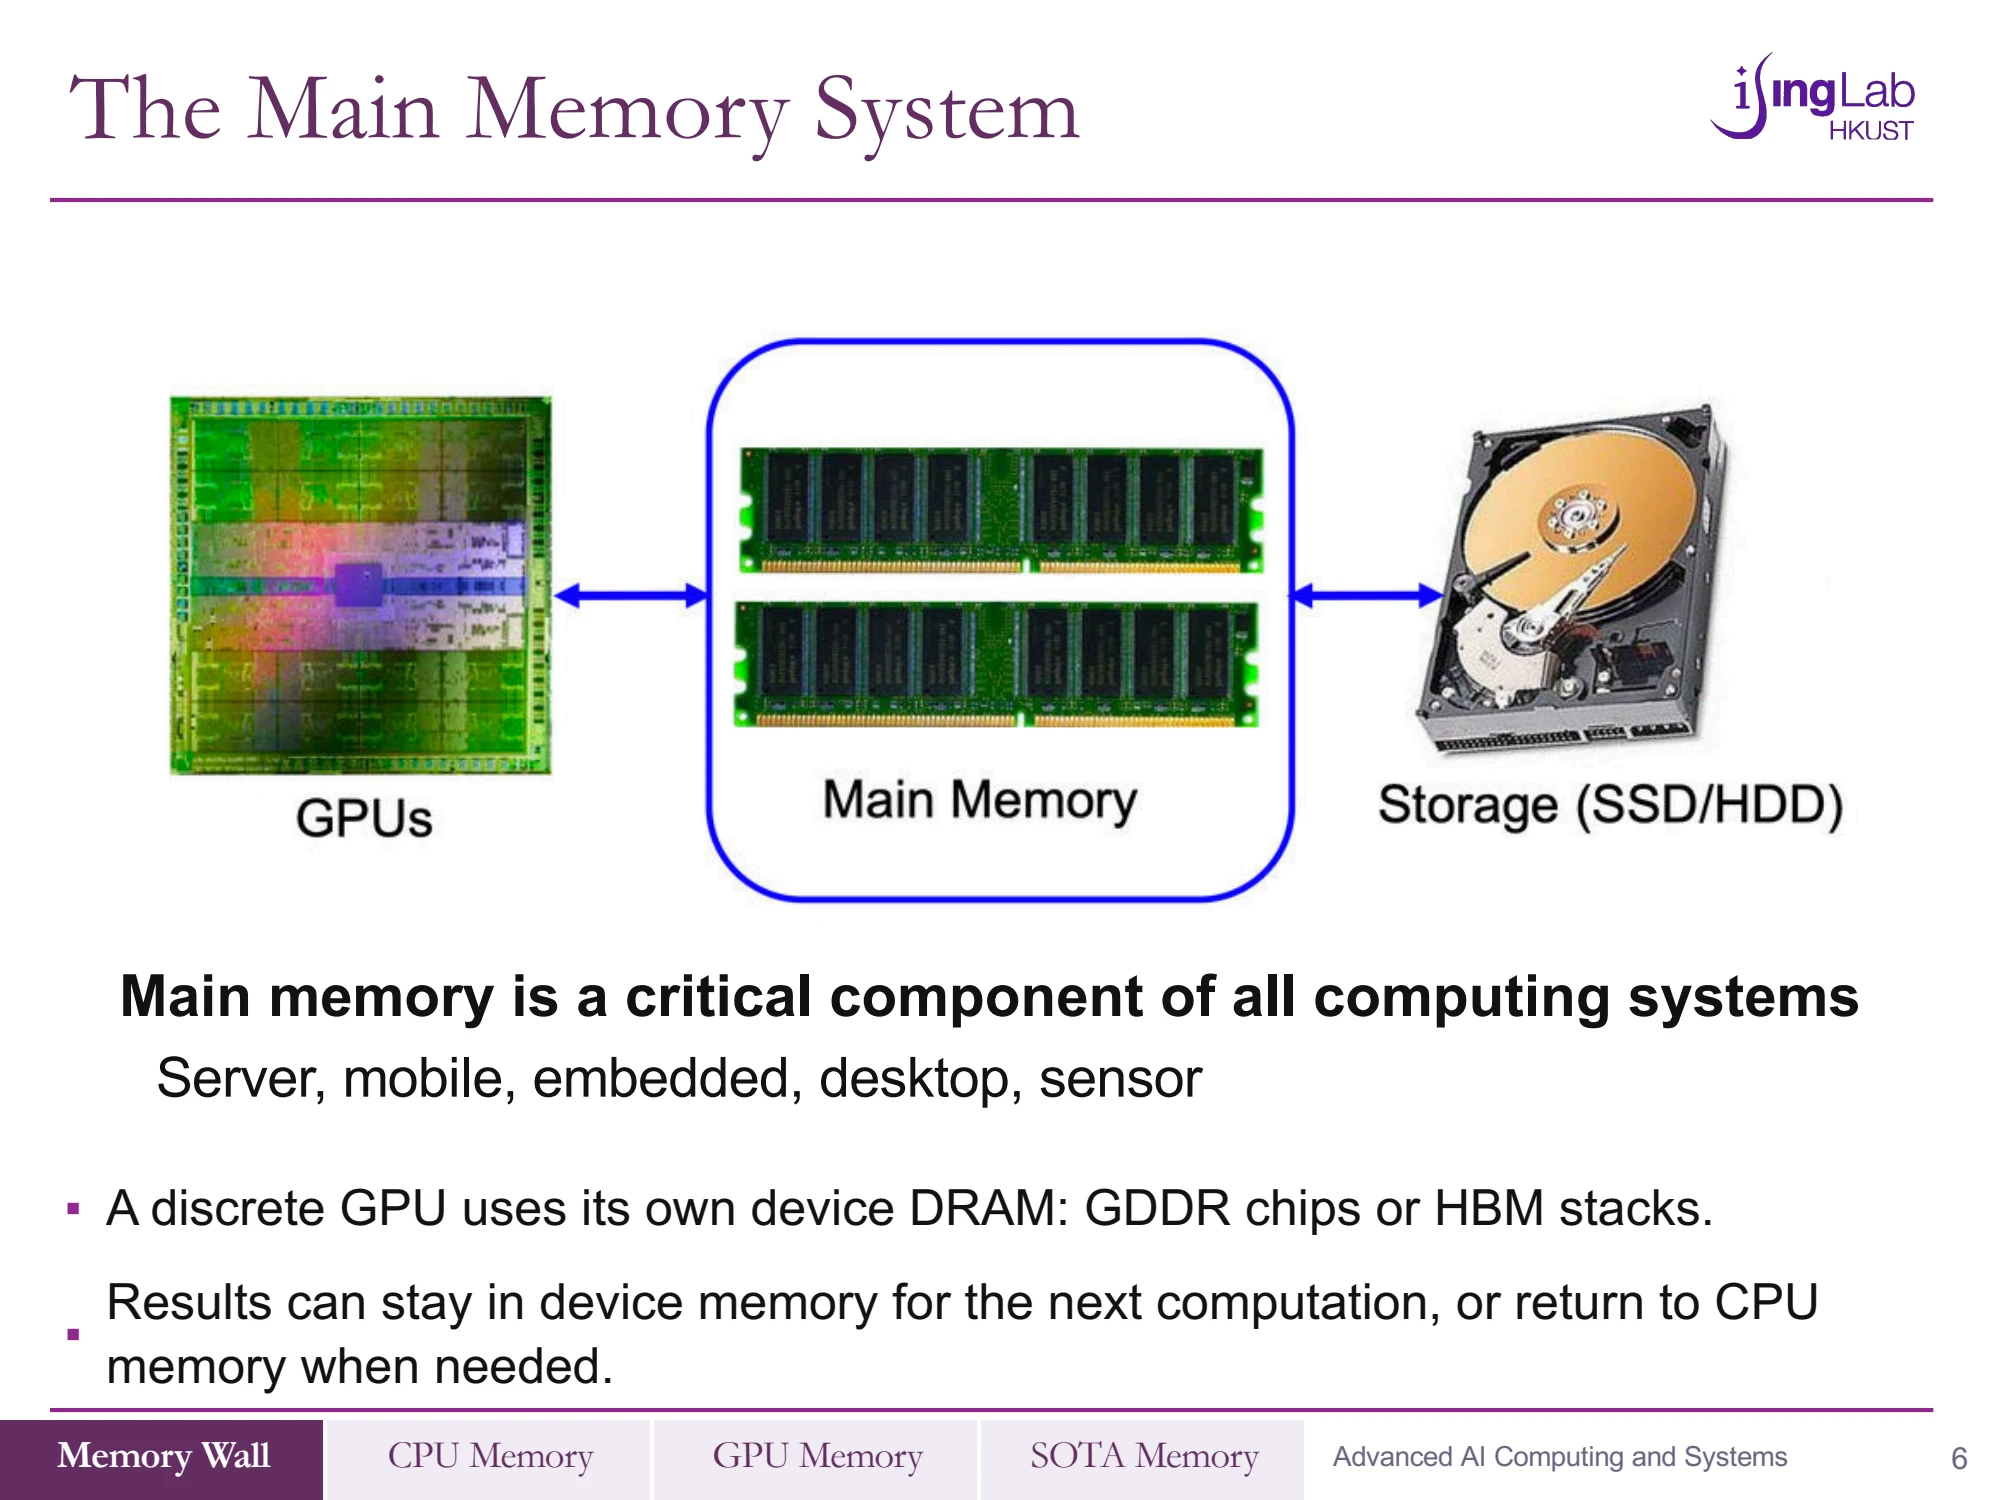 The Main Memory System
iSingLab
HKUST
GPUs
Main Memory
Storage (SSD/HDD)
Main memory is a critical component of all computing systems
Server, mobile, embedded, desktop, sensor
▪ A discrete GPU uses its own device DRAM: GDDR chips or HBM stacks.
▪ Results can stay in device memory for the next computation, or return to CPU
memory when needed.
Memory Wall
CPU Memory
GPU Memory
SOTA Memory
Advanced AI Computing and Systems
6